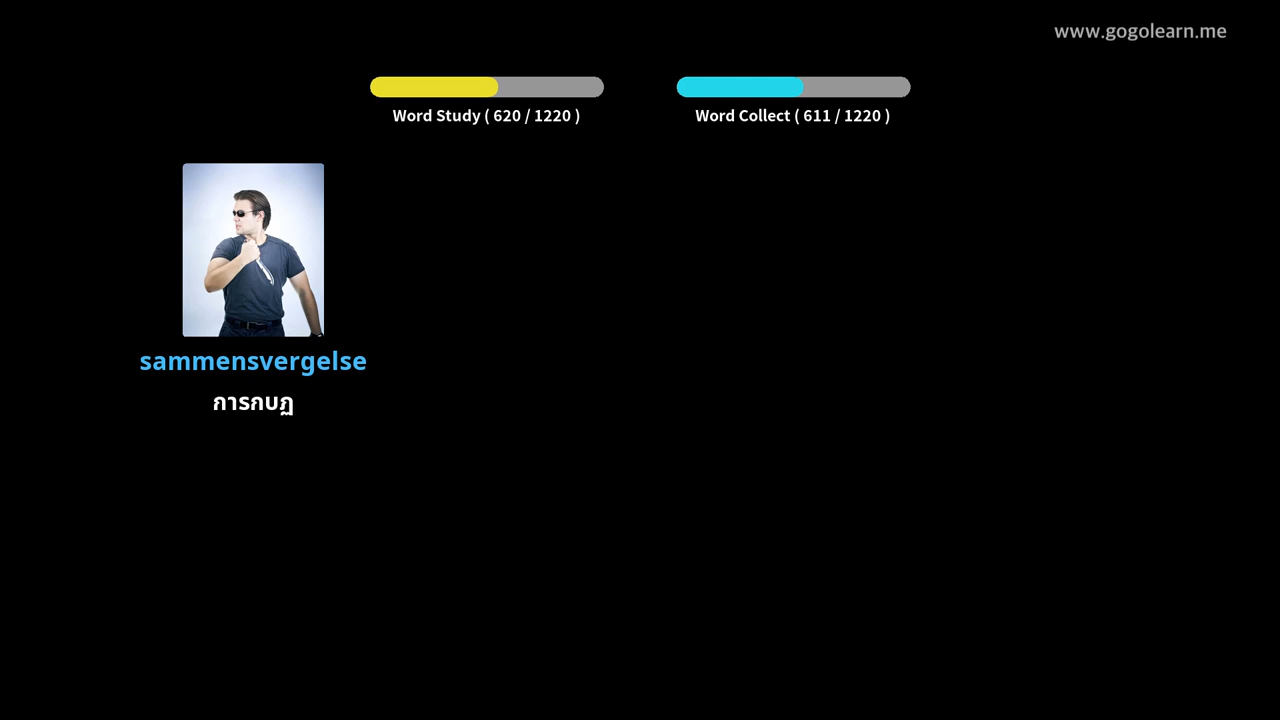 www.gogolearn.me
Word Study ( 620 / 1220 )
Word Collect ( 611 / 1220 )
sammensvergelse
การกบฏ